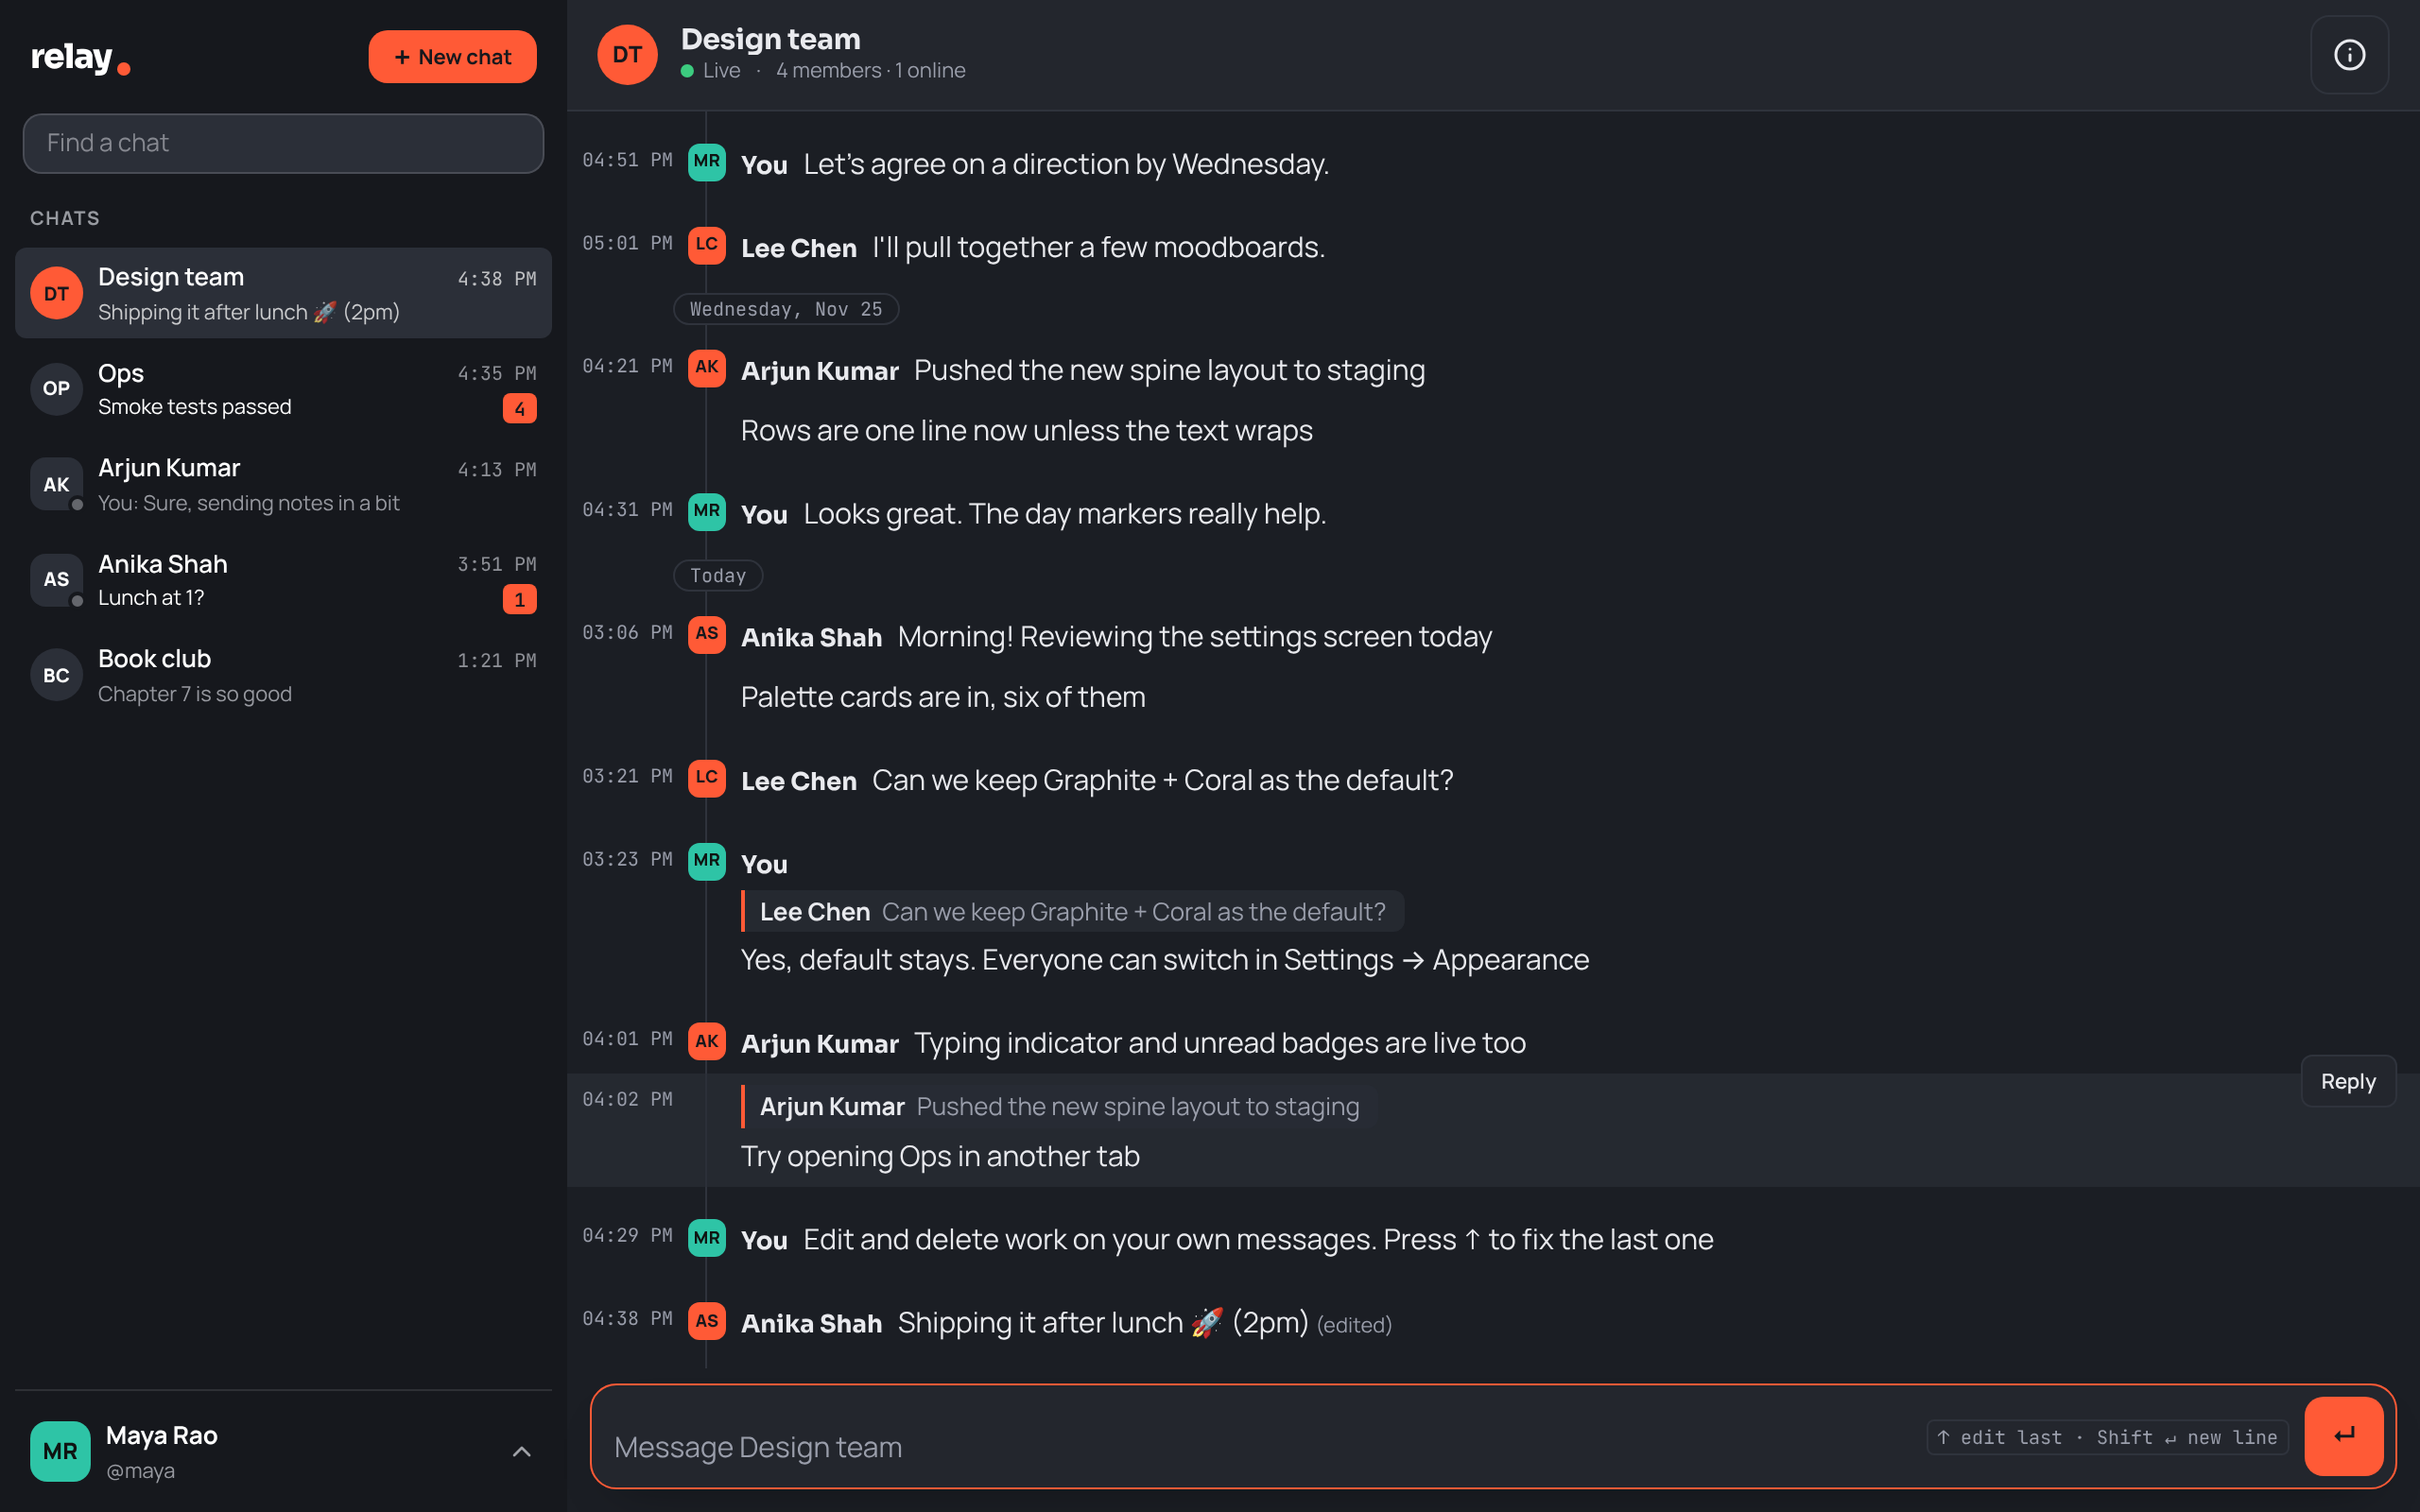 relay.
+ New chat
Find a chat
CHATS
DT
Design team
4:38 PM
Shipping it after lunch 🚀 (2pm)
OP
Ops
4:35 PM
Smoke tests passed
4
AK
Arjun Kumar
4:13 PM
You: Sure, sending notes in a bit
AS
Anika Shah
3:51 PM
Lunch at 1?
1
BC
Book club
1:21 PM
Chapter 7 is so good
MR
Maya Rao
@maya
DT
Design team
Live · 4 members · 1 online
04:51 PM MR You Let's agree on a direction by Wednesday.
05:01 PM LC Lee Chen I'll pull together a few moodboards.
Wednesday, Nov 25
04:21 PM AK Arjun Kumar Pushed the new spine layout to staging
Rows are one line now unless the text wraps
04:31 PM MR You Looks great. The day markers really help.
Today
03:06 PM AS Anika Shah Morning! Reviewing the settings screen today
Palette cards are in, six of them
03:21 PM LC Lee Chen Can we keep Graphite + Coral as the default?
03:23 PM MR You
Lee Chen Can we keep Graphite + Coral as the default?
Yes, default stays. Everyone can switch in Settings → Appearance
04:01 PM AK Arjun Kumar Typing indicator and unread badges are live too
Reply
04:02 PM Arjun Kumar Pushed the new spine layout to staging
Try opening Ops in another tab
04:29 PM MR You Edit and delete work on your own messages. Press ↑ to fix the last one
04:38 PM AS Anika Shah Shipping it after lunch 🚀 (2pm) (edited)
Message Design team
↑ edit last · Shift ↵ new line
↵